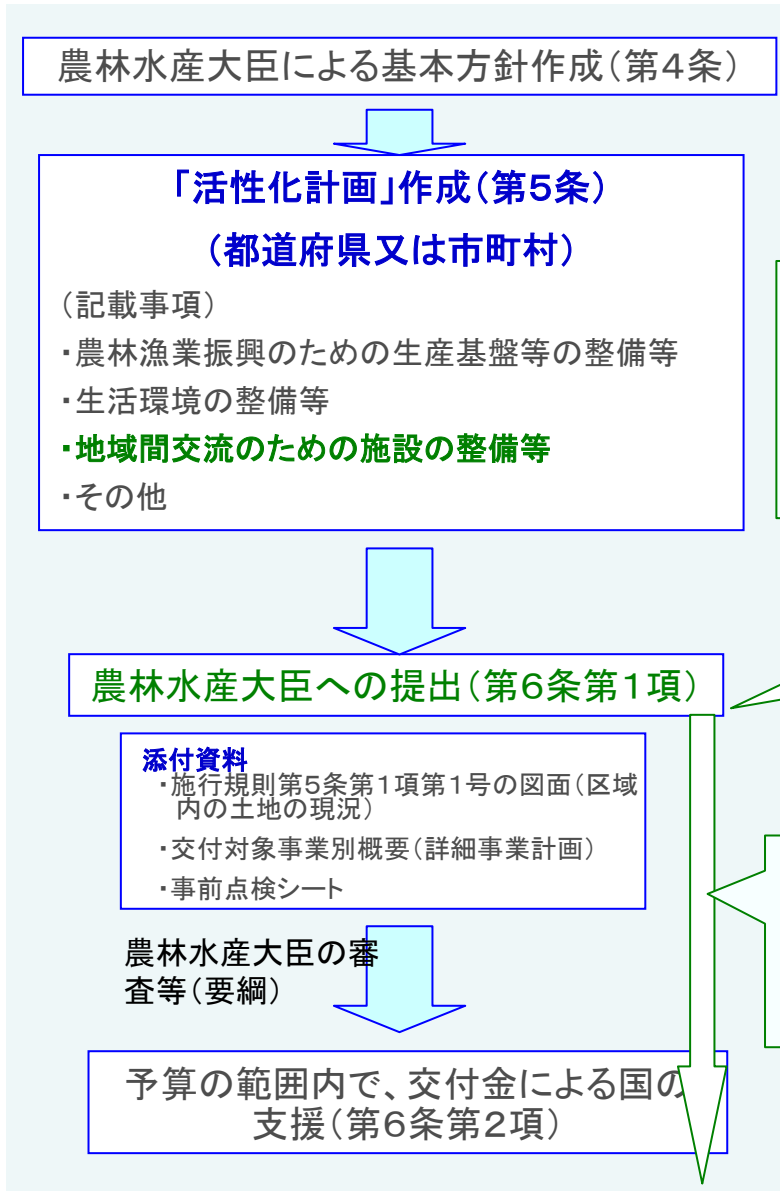 農林水産大臣による基本方針作成(第4条)
「活性化計画」作成(第5条)
(都道府県又は市町村)
(記載事項)
・農林漁業振興のための生産基盤等の整備等
・生活環境の整備等
・地域間交流のための施設の整備等
・その他
農林水産大臣への提出(第6条第1項)
添付資料
・施行規則第5条第1項第1号の図面(区域
内の土地の現況)
・交付対象事業別概要(詳細事業計画)
・事前点検シート
農林水産大臣の審
査等(要綱)
予算の範囲内で、交付金による国の
支援(第6条第2項)